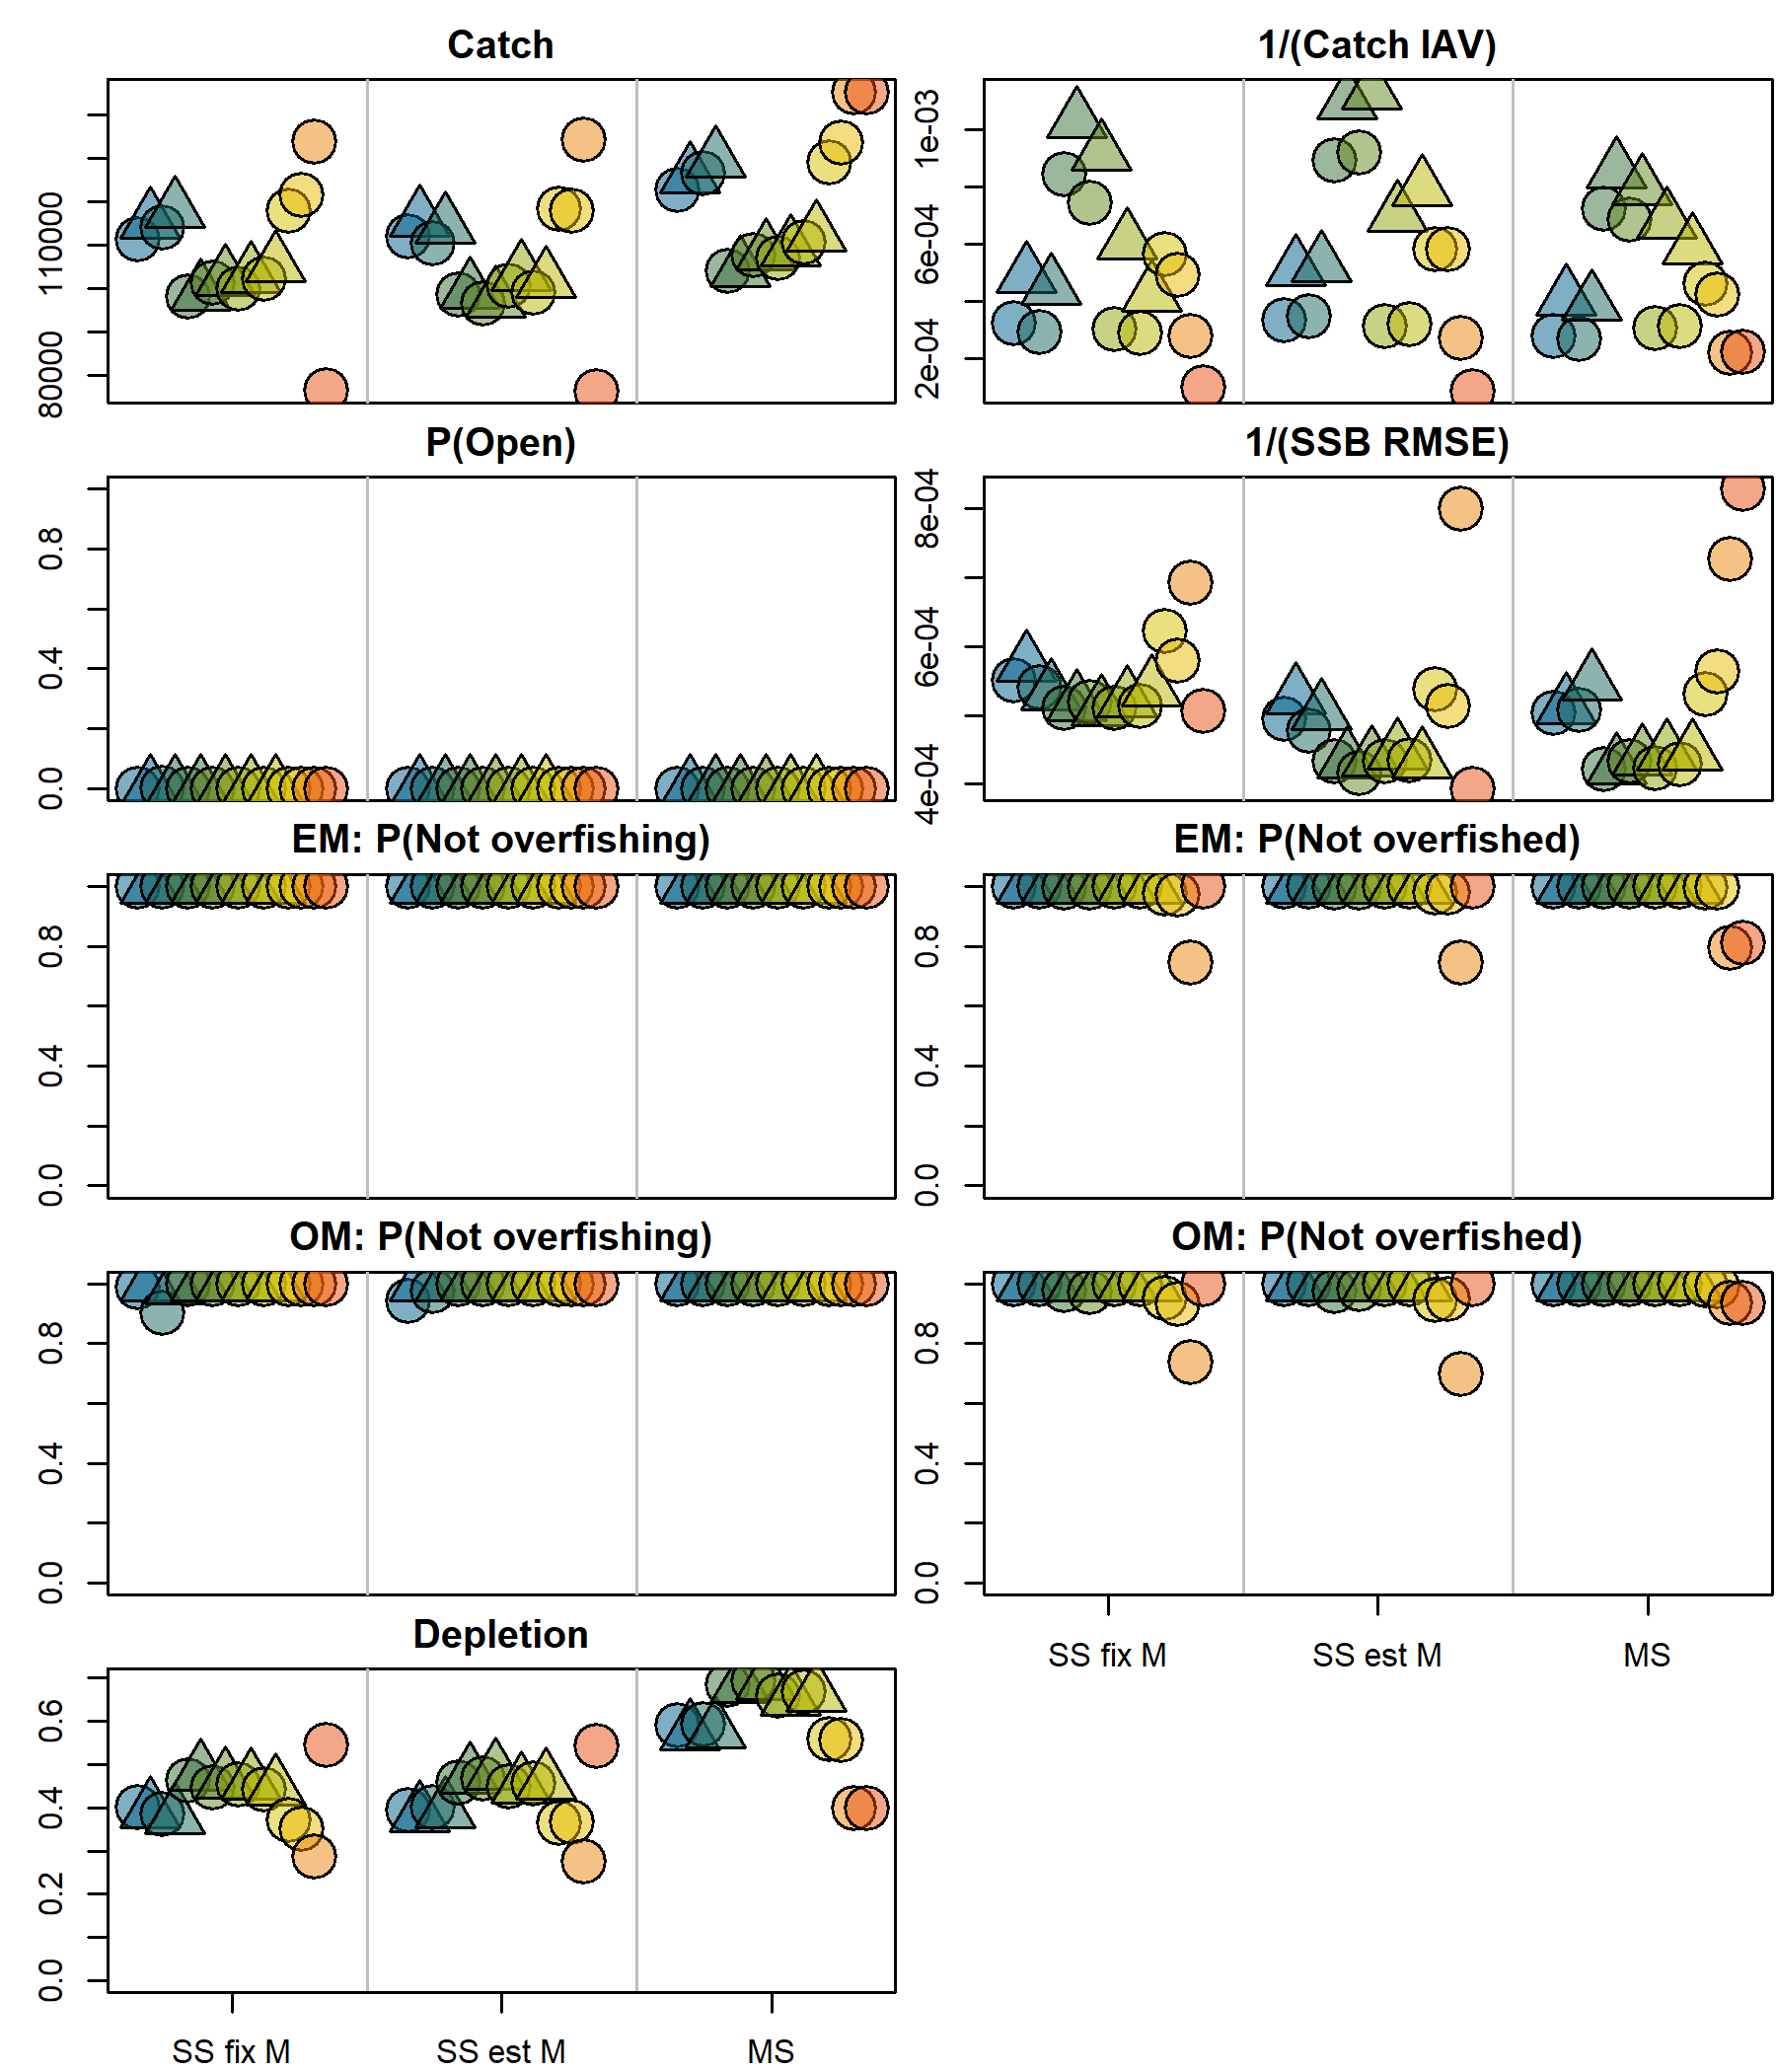 Catch
1/(Catch IAV)
80000 110000
2e-04 6e-04 1e-03
P(Open)
1/(SSB RMSE)
0.0 0.4 0.8
4e-04 6e-04 8e-04
EM: P(Not overfishing)
EM: P(Not overfished)
0.0 0.4 0.8
0.0 0.4 0.8
OM: P(Not overfishing)
OM: P(Not overfished)
0.0 0.4 0.8
0.0 0.4 0.8
SS fix M SS est M MS
Depletion
0.0 0.2 0.4 0.6
SS fix M SS est M MS